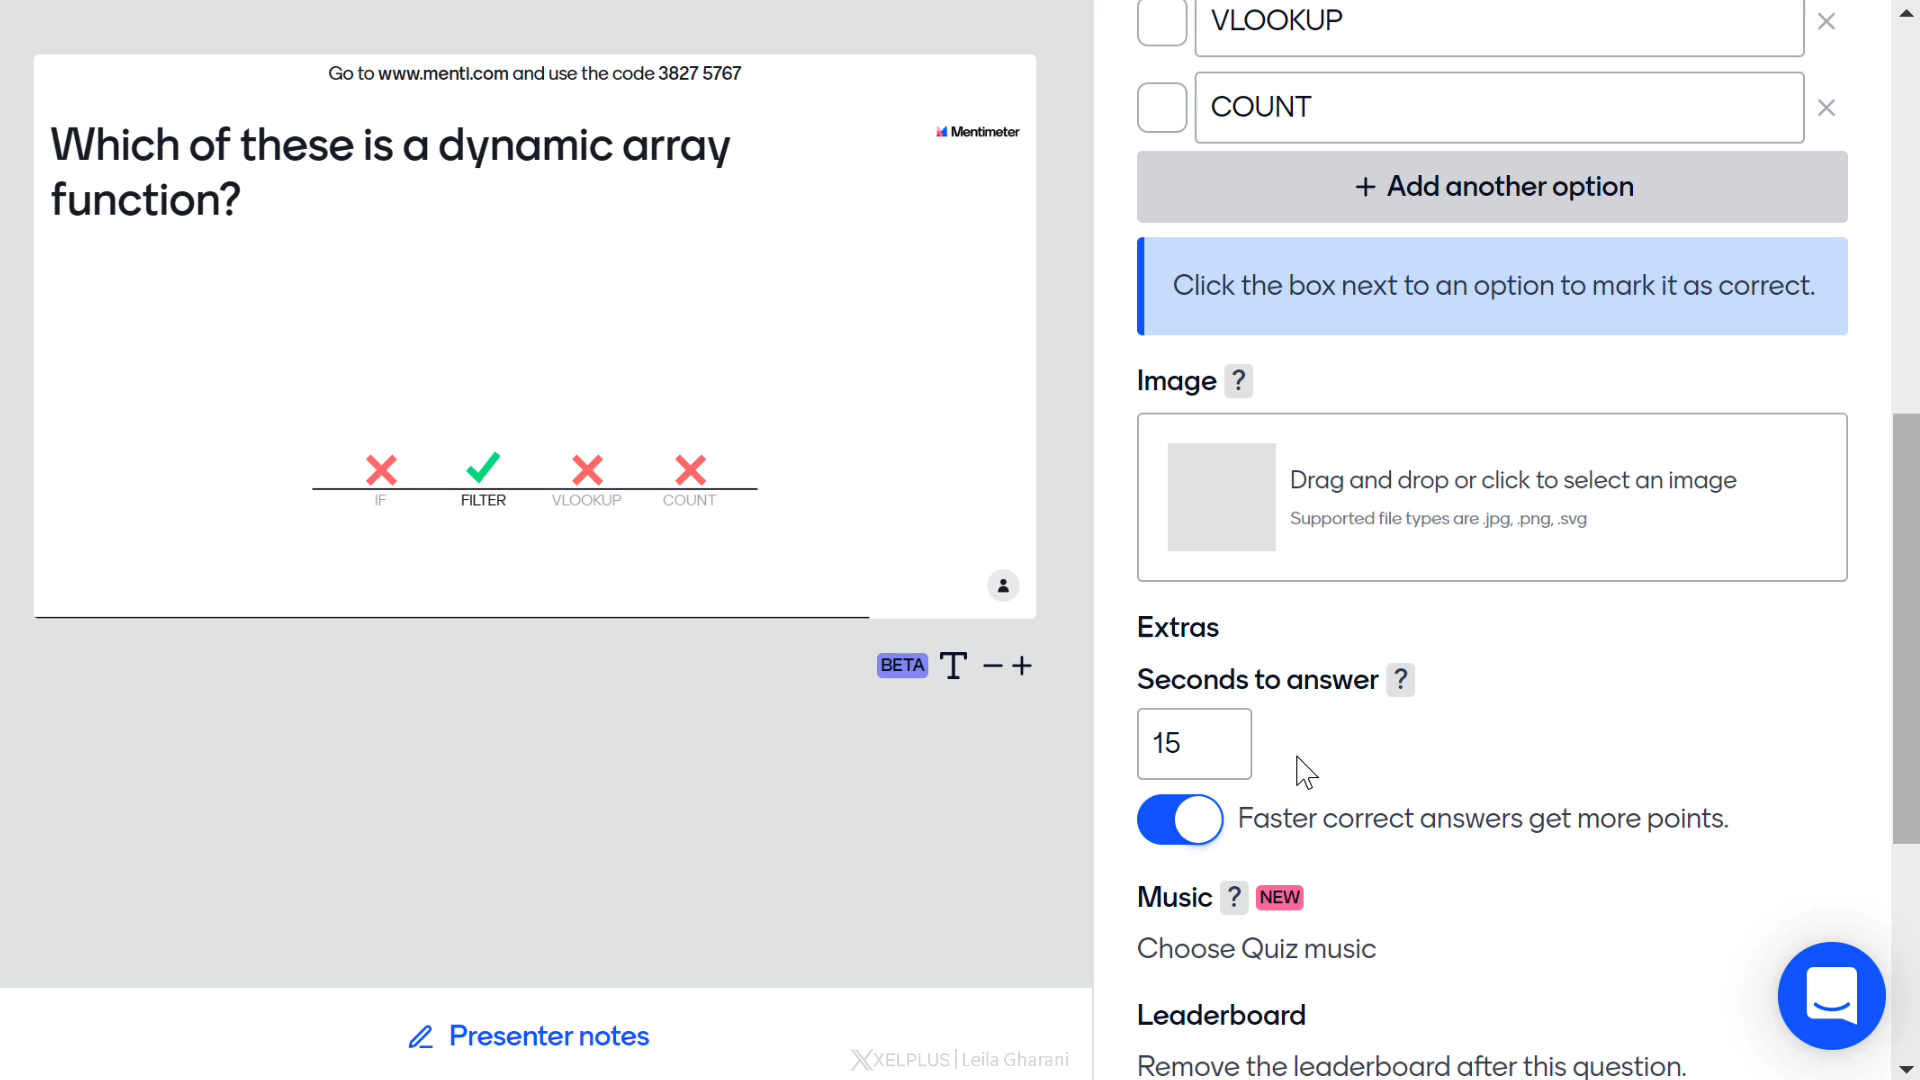 Go to www.menti.com and use the code 3827 5767
Which of these is a dynamic array
function?
Mentimeter
IF
FILTER
VLOOKUP
COUNT
BETA
Presenter notes
XELPLUS | Leila Gharani
VLOOKUP
COUNT
+ Add another option
Click the box next to an option to mark it as correct.
Image ?
Drag and drop or click to select an image
Supported file types are .jpg, .png, .svg
Extras
Seconds to answer ?
15
Faster correct answers get more points.
Music ? NEW
Choose Quiz music
Leaderboard
Remove the leaderboard after this question.